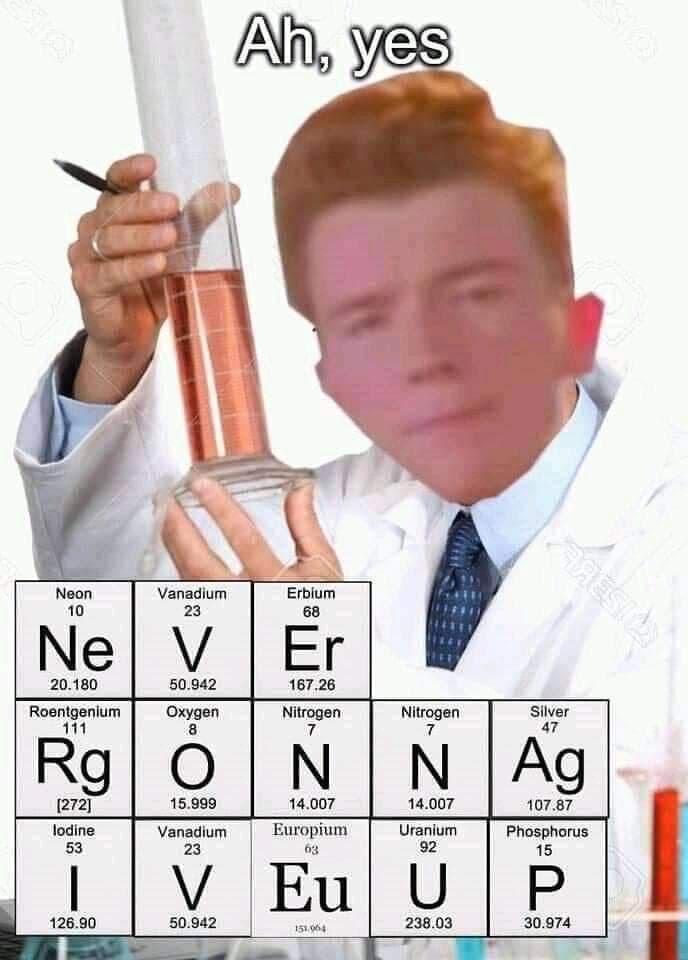 Ah, yes
Neon Vanadium Erbium
10 23 68
Ne V Er
20.180 50.942 167.26
Roentgenium Oxygen Nitrogen Nitrogen Silver
111 8 7 7 47
Rg O N N Ag
[272] 15.999 14.007 14.007 107.87
Iodine Vanadium Europium Uranium Phosphorus
53 23 63 92 15
I V Eu U P
126.90 50.942 151.964 238.03 30.974